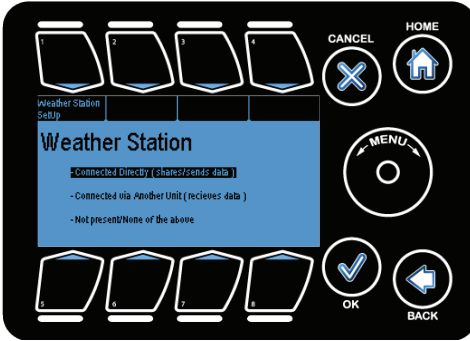 HOME
CANCEL
1 2 3 4
Weather Station
SetUp
Weather Station
- Connected Directly ( shares/sends data )
- Connected via Another Unit ( recieves data )
- Not present/None of the above
MENU
5 6 7 8
OK
BACK